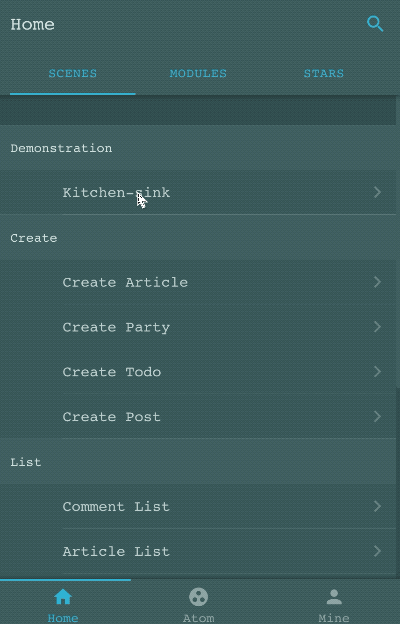 Home
SCENES MODULES STARS
Demonstration
Kitchen-sink
Create
Create Article
Create Party
Create Todo
Create Post
List
Comment List
Article List
Home Atom Mine